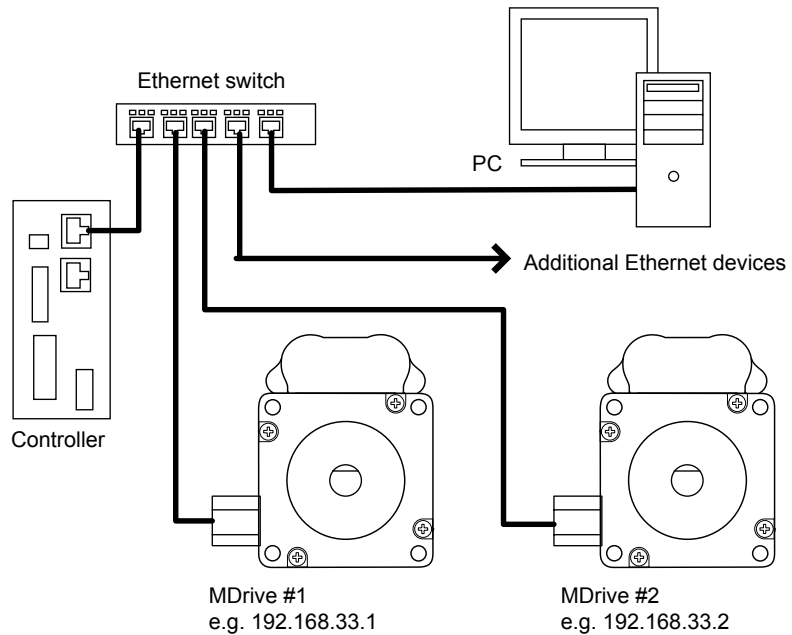 Ethernet switch
PC
Additional Ethernet devices
Controller
MDrive #1
e.g. 192.168.33.1
MDrive #2
e.g. 192.168.33.2